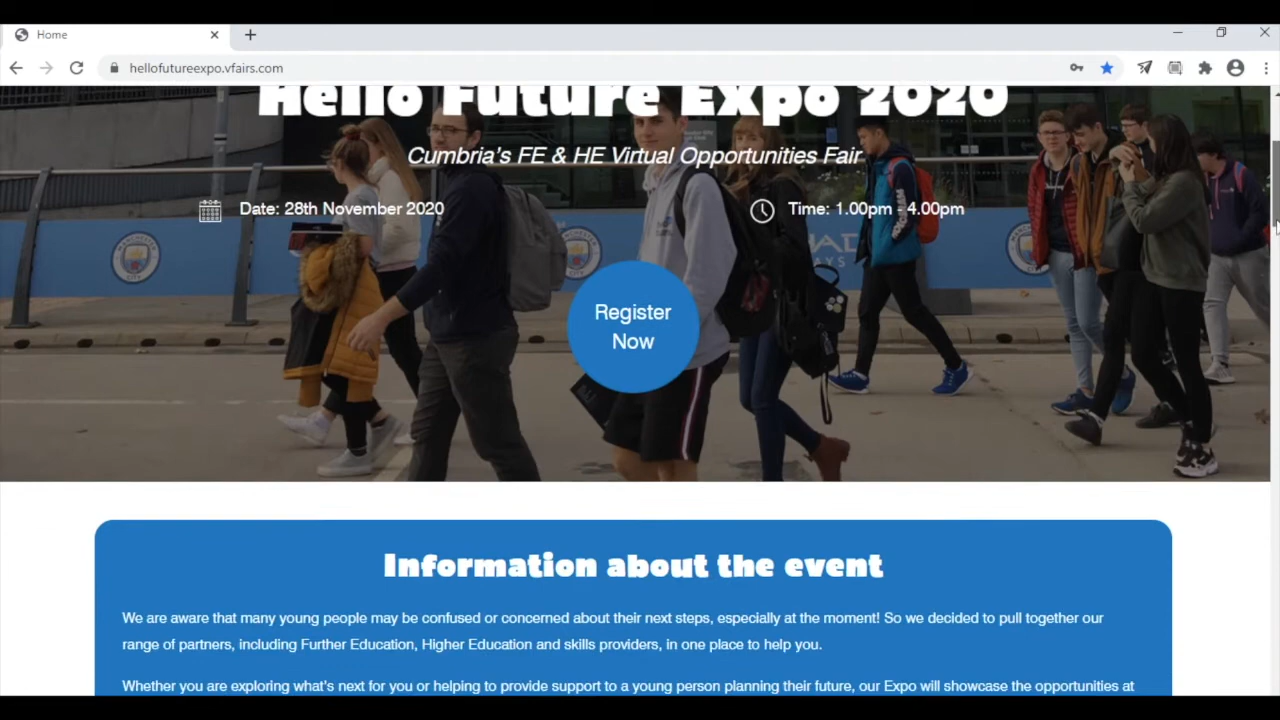 Home
hellofutureexpo.vfairs.com
Hello Future Expo 2020
Cumbria's FE & HE Virtual Opportunities Fair
Date: 28th November 2020
Time: 1.00pm - 4.00pm
MANCHESTER
CITY
Register
Now
Information about the event
We are aware that many young people may be confused or concerned about their next steps, especially at the moment! So we decided to pull together our
range of partners, including Further Education, Higher Education and skills providers, in one place to help you.
Whether you are exploring what's next for you or helping to provide support to a young person planning their future, our Expo will showcase the opportunities at